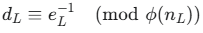 d_L ≡ e_L^{-1} (mod ϕ(n_L))